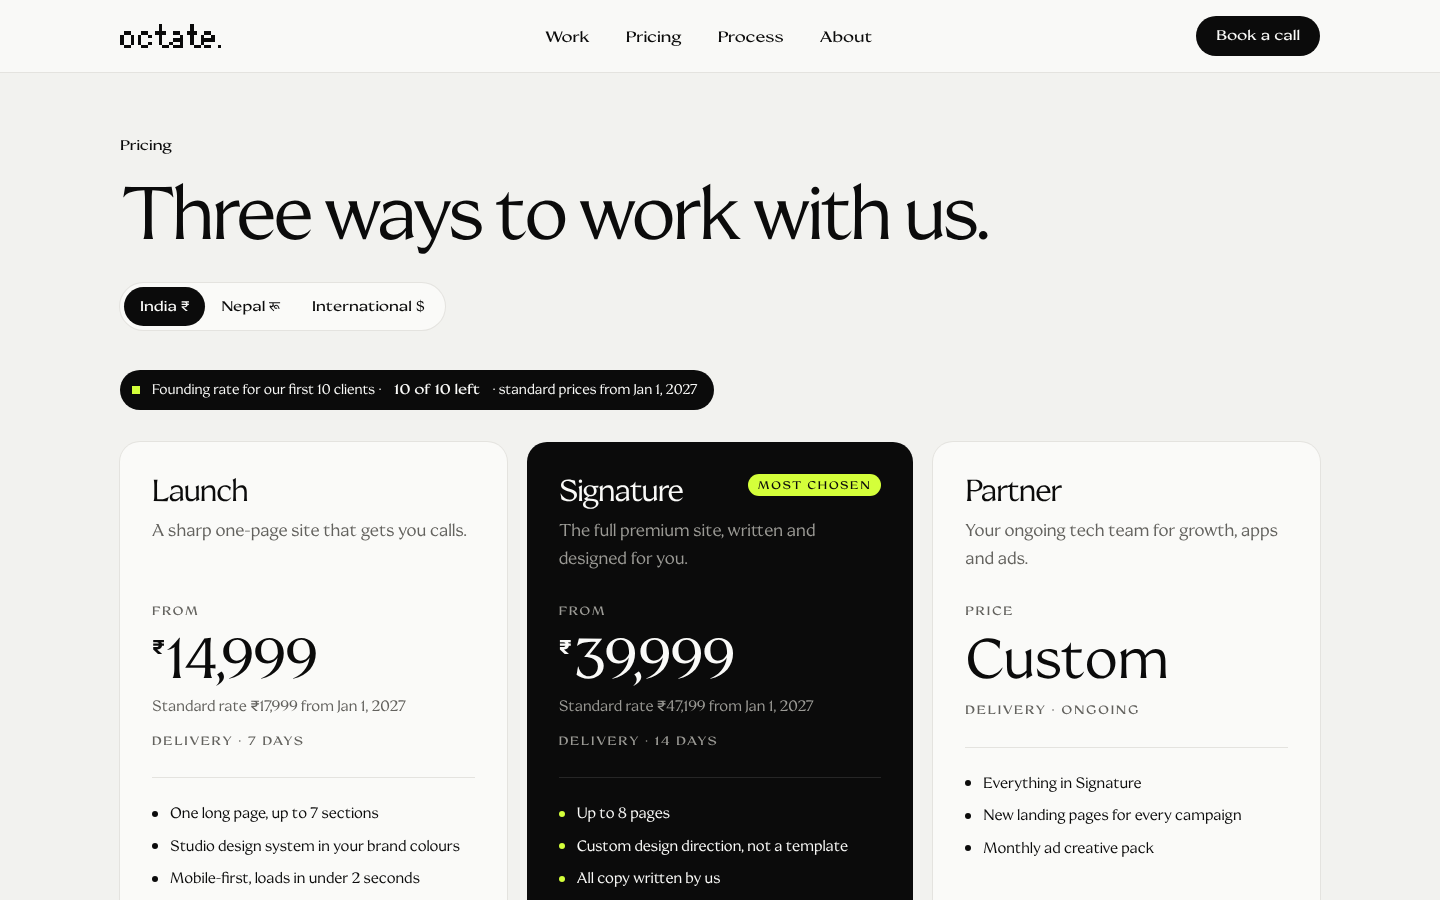 octate.
Work
Pricing
Process
About
Book a call
Pricing
Three ways to work with us.
India ₹
Nepal रू
International $
Founding rate for our first 10 clients · 10 of 10 left · standard prices from Jan 1, 2027
Launch
A sharp one-page site that gets you calls.
FROM
₹14,999
Standard rate ₹17,999 from Jan 1, 2027
DELIVERY · 7 DAYS
One long page, up to 7 sections
Studio design system in your brand colours
Mobile-first, loads in under 2 seconds
Signature
MOST CHOSEN
The full premium site, written and
designed for you.
FROM
₹39,999
Standard rate ₹47,199 from Jan 1, 2027
DELIVERY · 14 DAYS
Up to 8 pages
Custom design direction, not a template
All copy written by us
Partner
Your ongoing tech team for growth, apps
and ads.
PRICE
Custom
DELIVERY · ONGOING
Everything in Signature
New landing pages for every campaign
Monthly ad creative pack